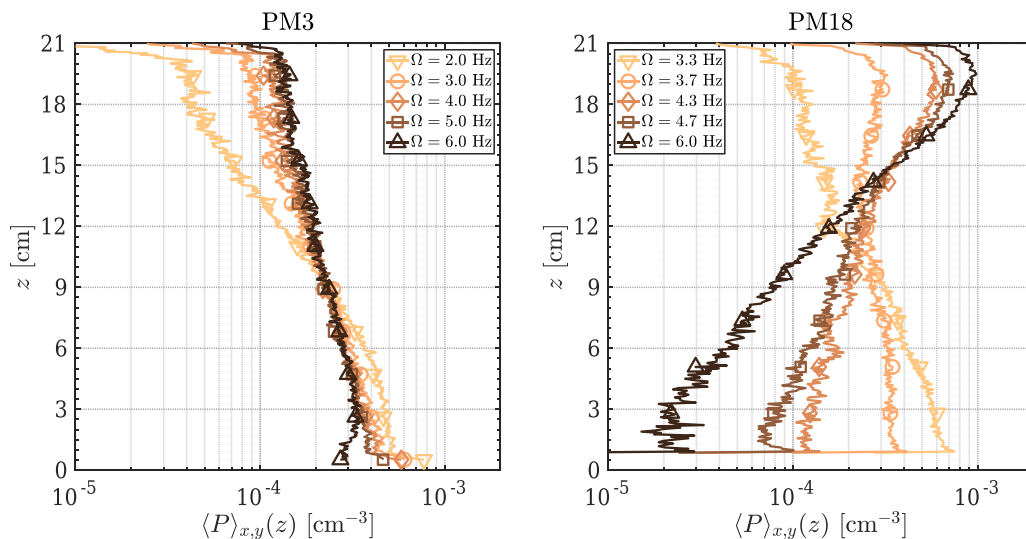 PM3
21
18
15
12
9
6
3
0
z [cm]
10⁻⁵
10⁻⁴
10⁻³
⟨P⟩x,y(z) [cm⁻³]
Ω = 2.0 Hz
Ω = 3.0 Hz
Ω = 4.0 Hz
Ω = 5.0 Hz
Ω = 6.0 Hz
PM18
21
18
15
12
9
6
3
0
z [cm]
10⁻⁵
10⁻⁴
10⁻³
⟨P⟩x,y(z) [cm⁻³]
Ω = 3.3 Hz
Ω = 3.7 Hz
Ω = 4.3 Hz
Ω = 4.7 Hz
Ω = 6.0 Hz